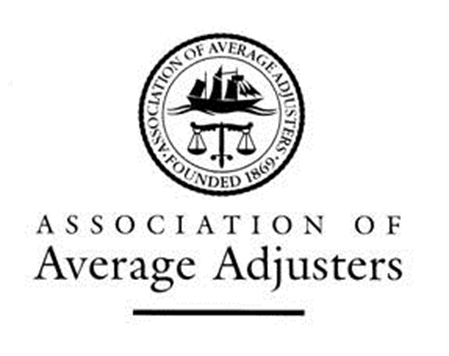 ASSOCIATION OF AVERAGE ADJUSTERS
· FOUNDED 1869 ·
ASSOCIATION OF
Average Adjusters